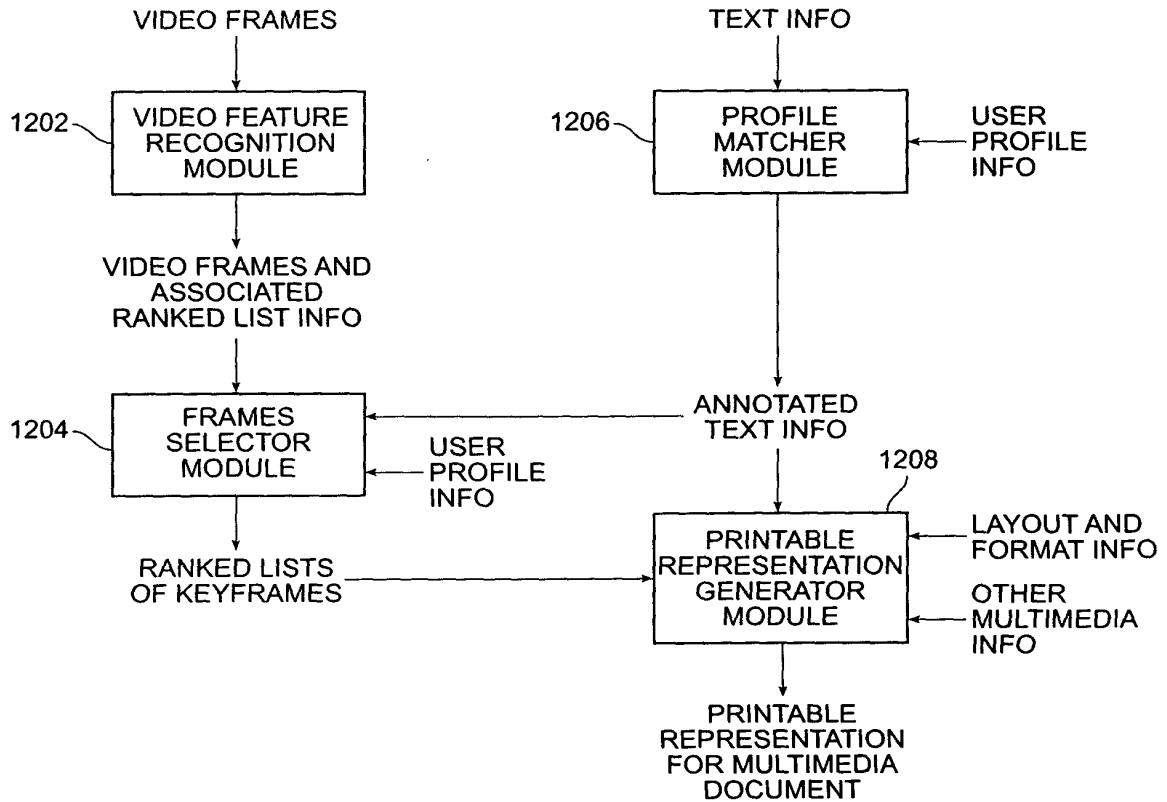 VIDEO FRAMES
TEXT INFO
1202
VIDEO FEATURE
RECOGNITION
MODULE
1206
PROFILE
MATCHER
MODULE
USER
PROFILE
INFO
VIDEO FRAMES AND
ASSOCIATED
RANKED LIST INFO
1204
FRAMES
SELECTOR
MODULE
USER
PROFILE
INFO
ANNOTATED
TEXT INFO
1208
RANKED LISTS
OF KEYFRAMES
PRINTABLE
REPRESENTATION
GENERATOR
MODULE
LAYOUT AND
FORMAT INFO
OTHER
MULTIMEDIA
INFO
PRINTABLE
REPRESENTATION
FOR MULTIMEDIA
DOCUMENT